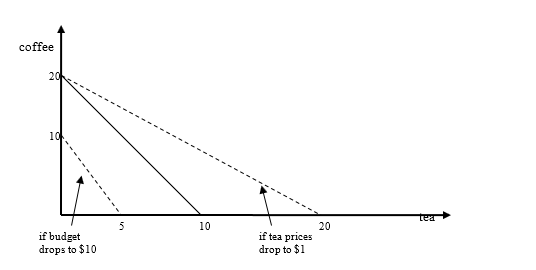 coffee
20
10
tea
5
10
20
if budget
drops to $10
if tea prices
drop to $1